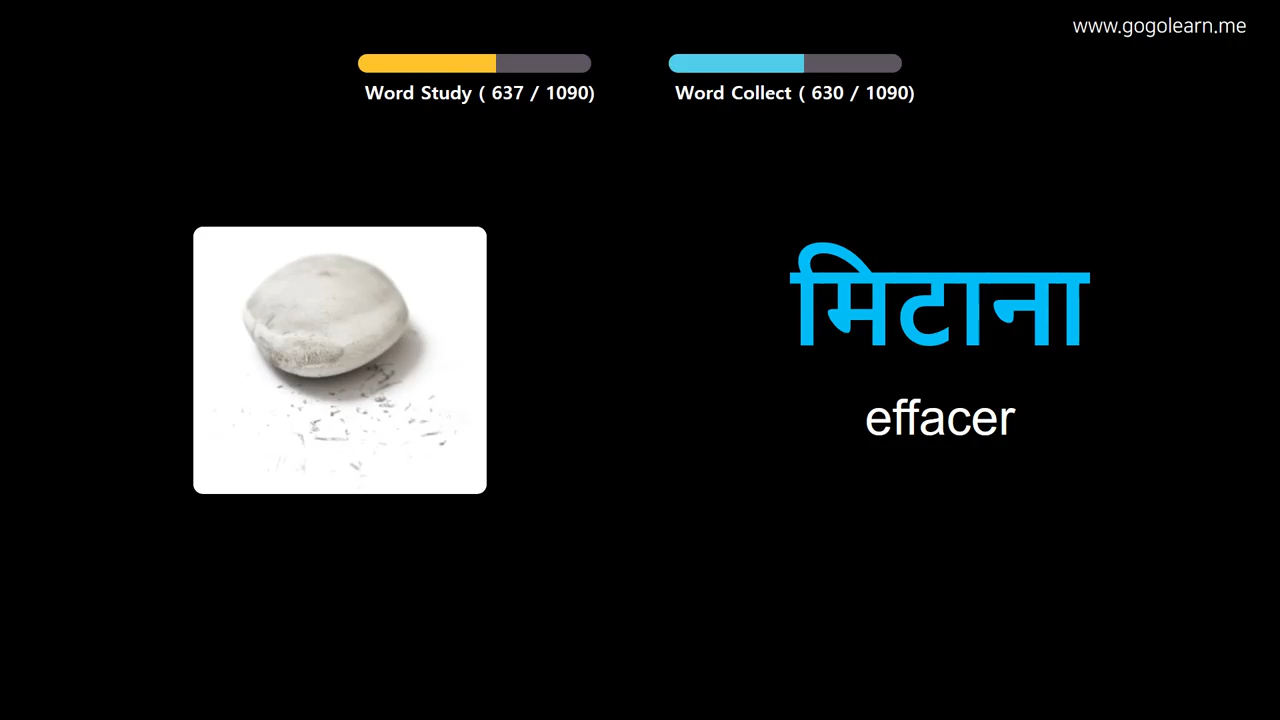 www.gogolearn.me
Word Study ( 637 / 1090)
Word Collect ( 630 / 1090)
मिटाना
effacer